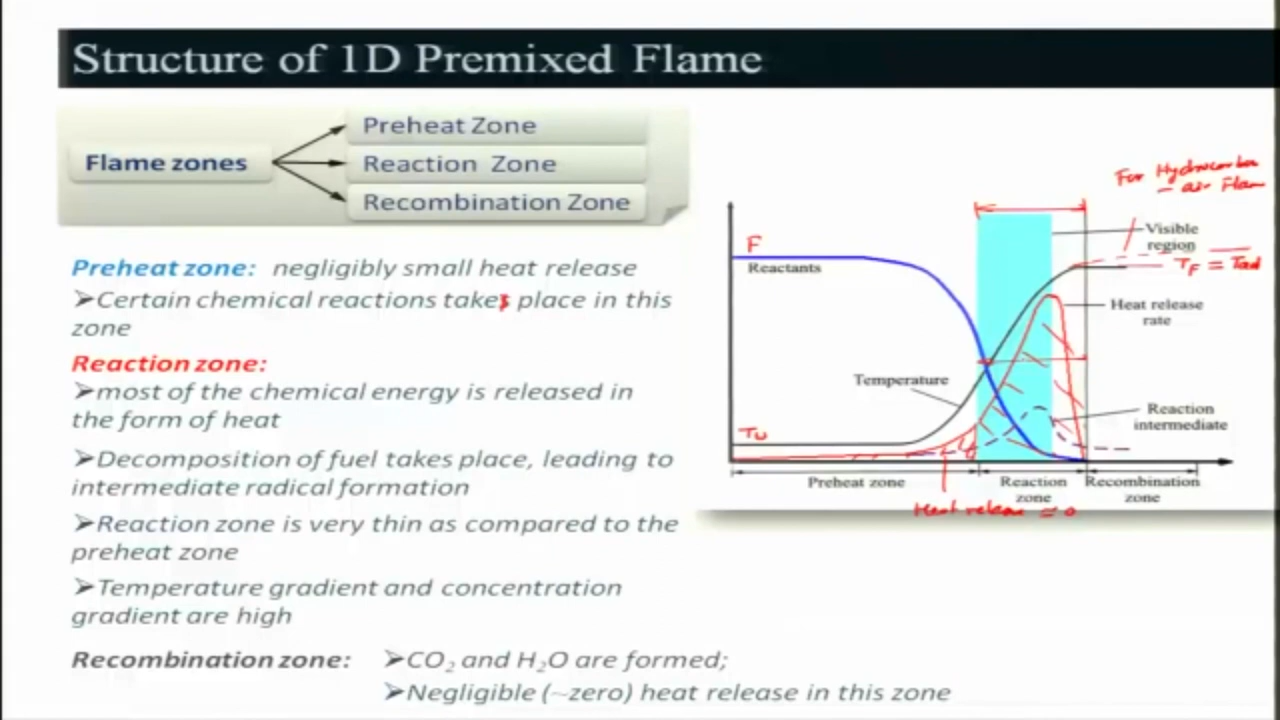 Structure of 1D Premixed Flame
Flame zones
Preheat Zone
Reaction Zone
Recombination Zone
Preheat zone: negligibly small heat release
➢Certain chemical reactions takes place in this
zone
Reaction zone:
➢most of the chemical energy is released in
the form of heat
➢Decomposition of fuel takes place, leading to
intermediate radical formation
➢Reaction zone is very thin as compared to the
preheat zone
➢Temperature gradient and concentration
gradient are high
Recombination zone: ➢CO₂ and H₂O are formed;
➢Negligible (~zero) heat release in this zone
For Hydrocarbon
- air Flam
F
Reactants
Visible
region
TF = Tad
Heat release
rate
Temperature
Reaction
intermediate
Tu
Preheat zone
Reaction
zone
Recombination
zone
Heat release ≈ 0